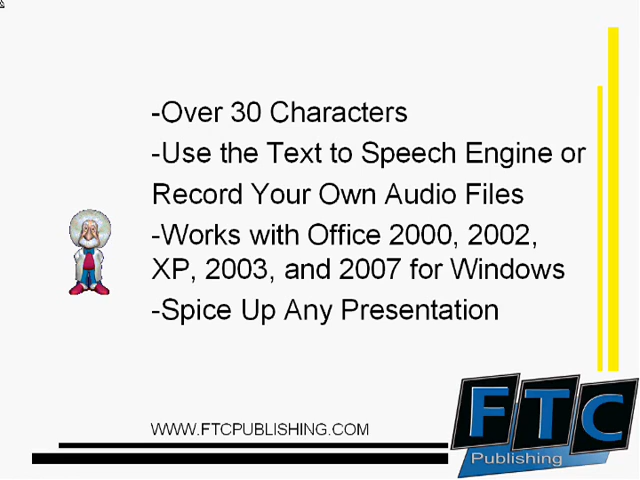 -Over 30 Characters
-Use the Text to Speech Engine or
Record Your Own Audio Files
-Works with Office 2000, 2002,
XP, 2003, and 2007 for Windows
-Spice Up Any Presentation
WWW.FTCPUBLISHING.COM
FTC
Publishing